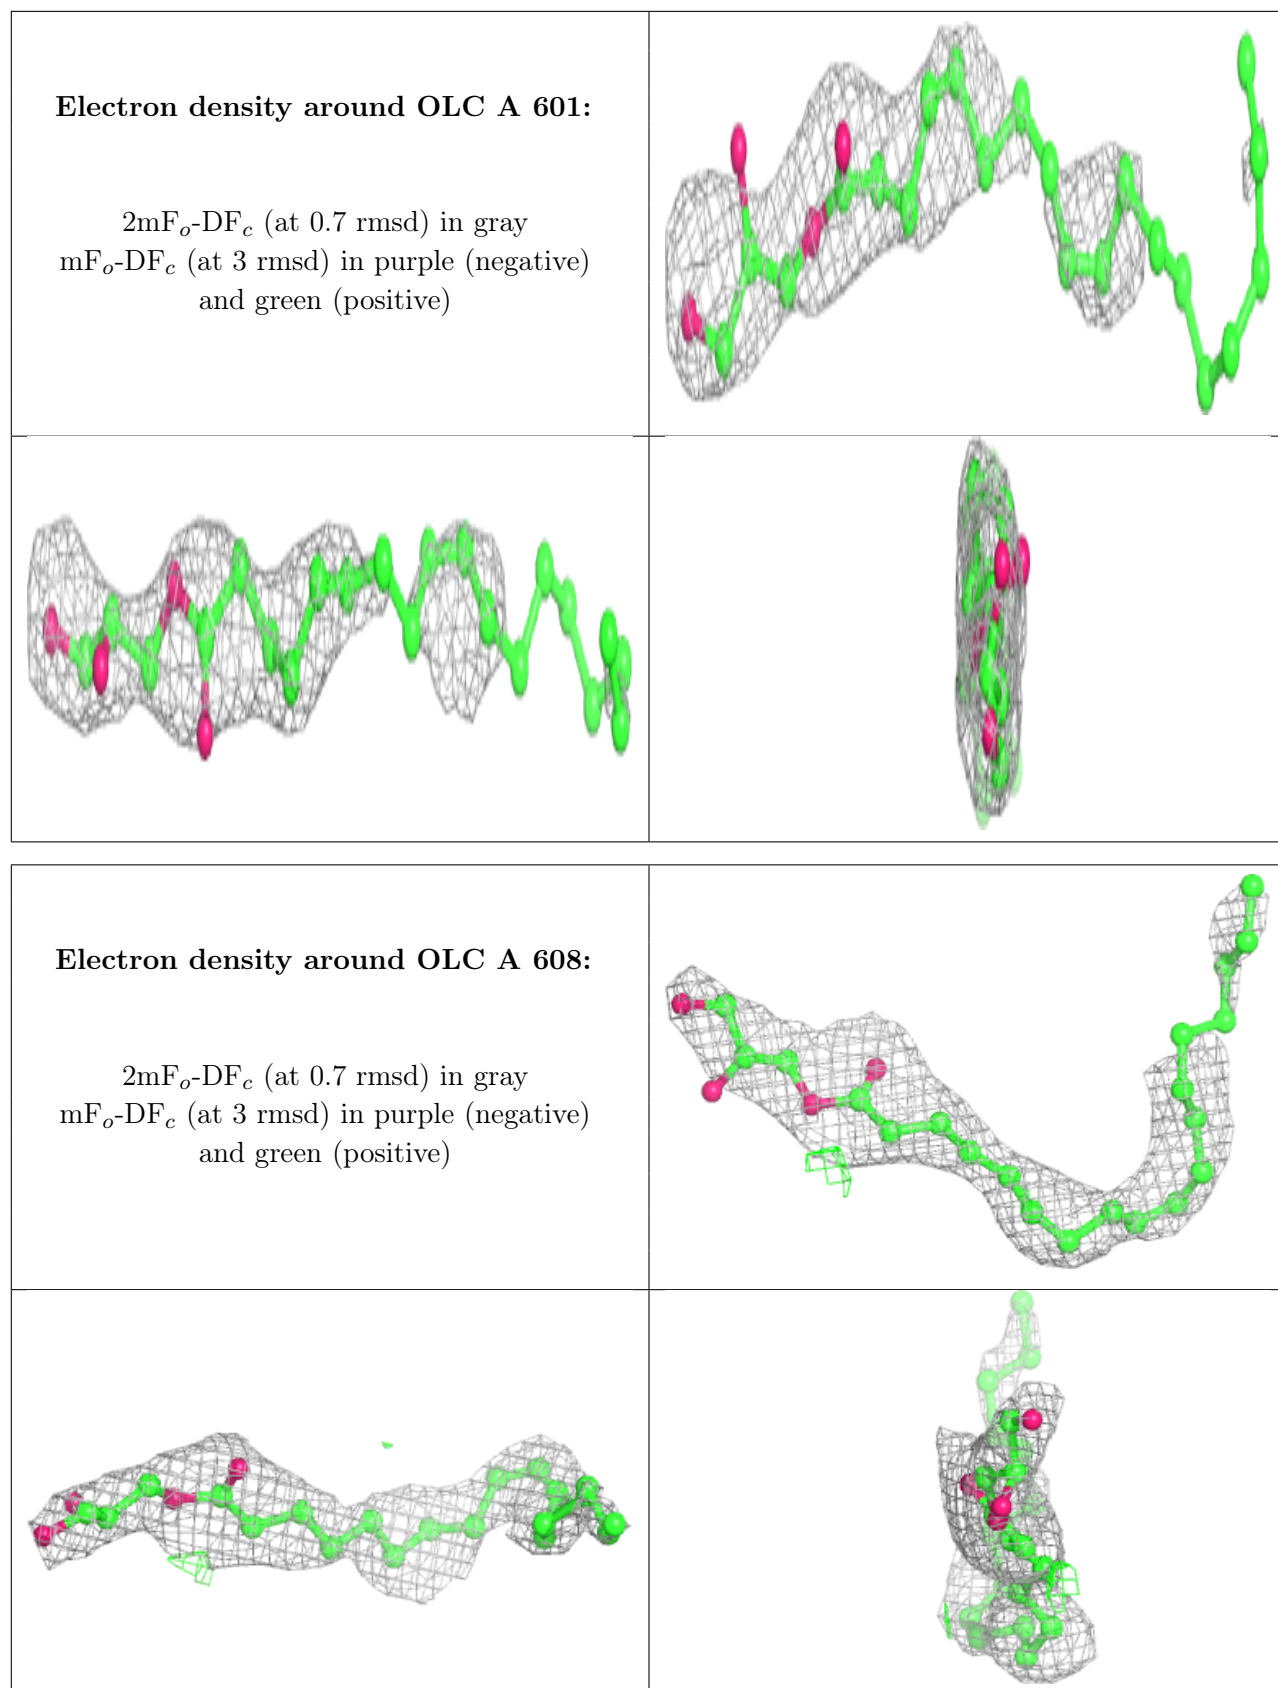 Electron density around OLC A 601:
2mFo-DFc (at 0.7 rmsd) in gray
mFo-DFc (at 3 rmsd) in purple (negative)
and green (positive)
Electron density around OLC A 608:
2mFo-DFc (at 0.7 rmsd) in gray
mFo-DFc (at 3 rmsd) in purple (negative)
and green (positive)